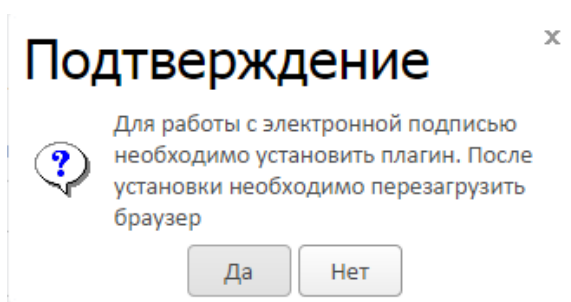 Подтверждение
x
Для работы с электронной подписью
необходимо установить плагин. После
установки необходимо перезагрузить
браузер
?
Да
Нет